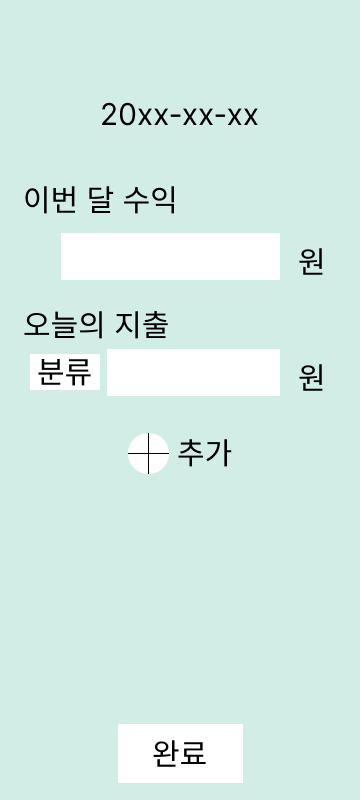 20xx-xx-xx
이번 달 수익
원
오늘의 지출
분류 원
추가
완료